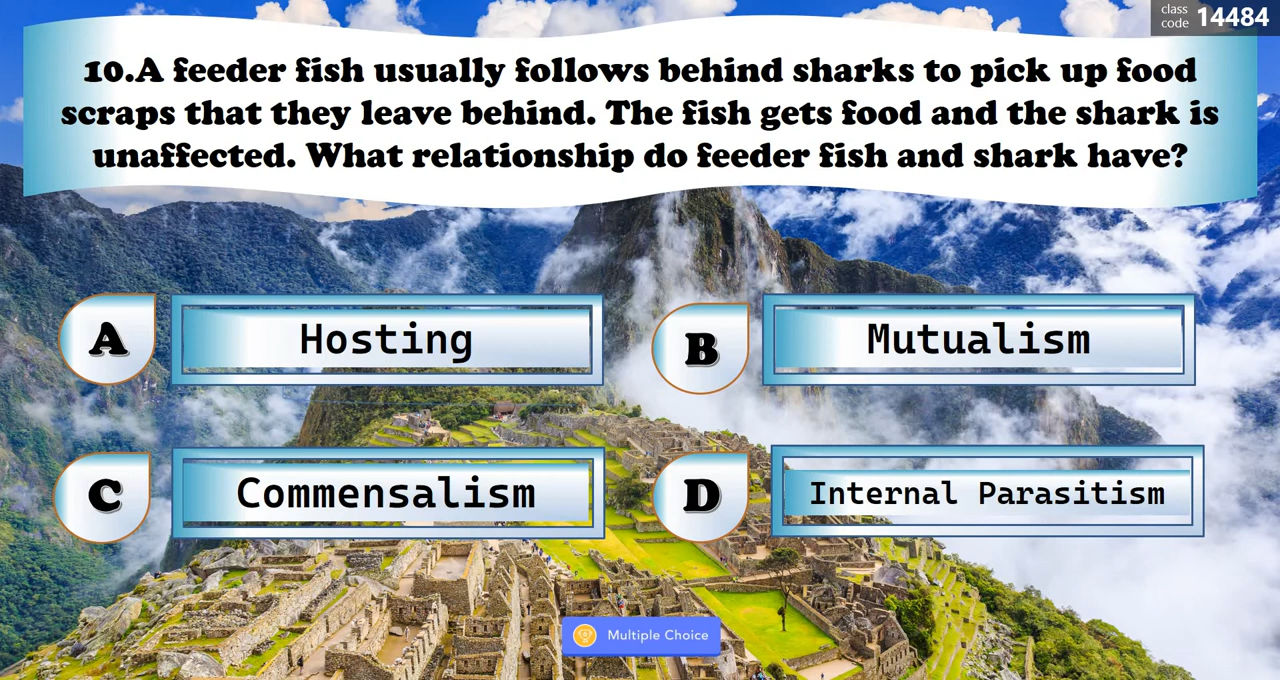 class
code 14484
10.A feeder fish usually follows behind sharks to pick up food
scraps that they leave behind. The fish gets food and the shark is
unaffected. What relationship do feeder fish and shark have?
A Hosting
B Mutualism
C Commensalism
D Internal Parasitism
Multiple Choice